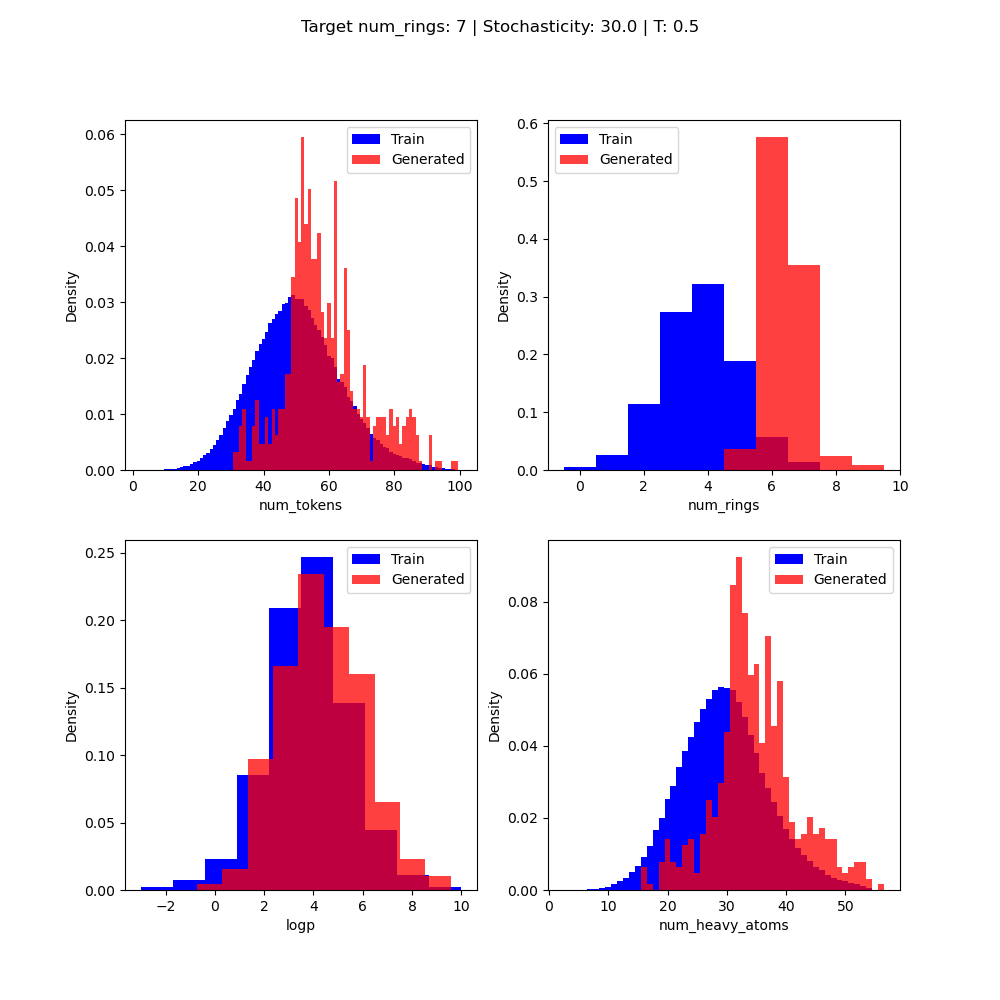 Target num_rings: 7 | Stochasticity: 30.0 | T: 0.5
Train
Generated
0.06
0.05
0.04
0.03
0.02
0.01
0.00
Density
0 20 40 60 80 100
num_tokens
Train
Generated
0.6
0.5
0.4
0.3
0.2
0.1
0.0
Density
0 2 4 6 8 10
num_rings
Train
Generated
0.25
0.20
0.15
0.10
0.05
0.00
Density
−2 0 2 4 6 8 10
logp
Train
Generated
0.08
0.06
0.04
0.02
0.00
Density
0 10 20 30 40 50
num_heavy_atoms